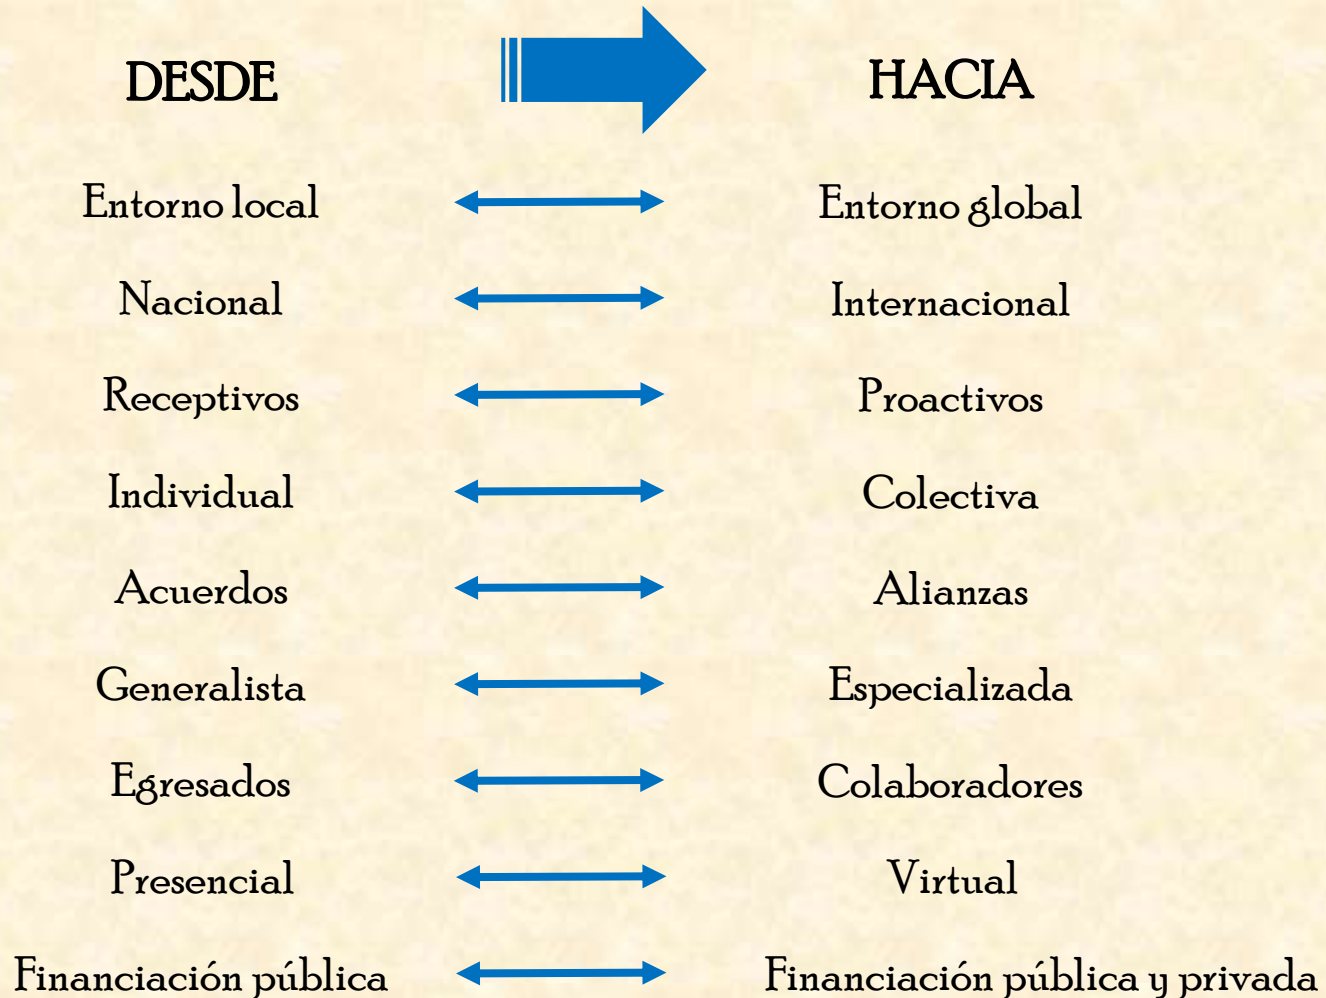 DESDE HACIA
Entorno local Entorno global
Nacional Internacional
Receptivos Proactivos
Individual Colectiva
Acuerdos Alianzas
Generalista Especializada
Egresados Colaboradores
Presencial Virtual
Financiación pública Financiación pública y privada